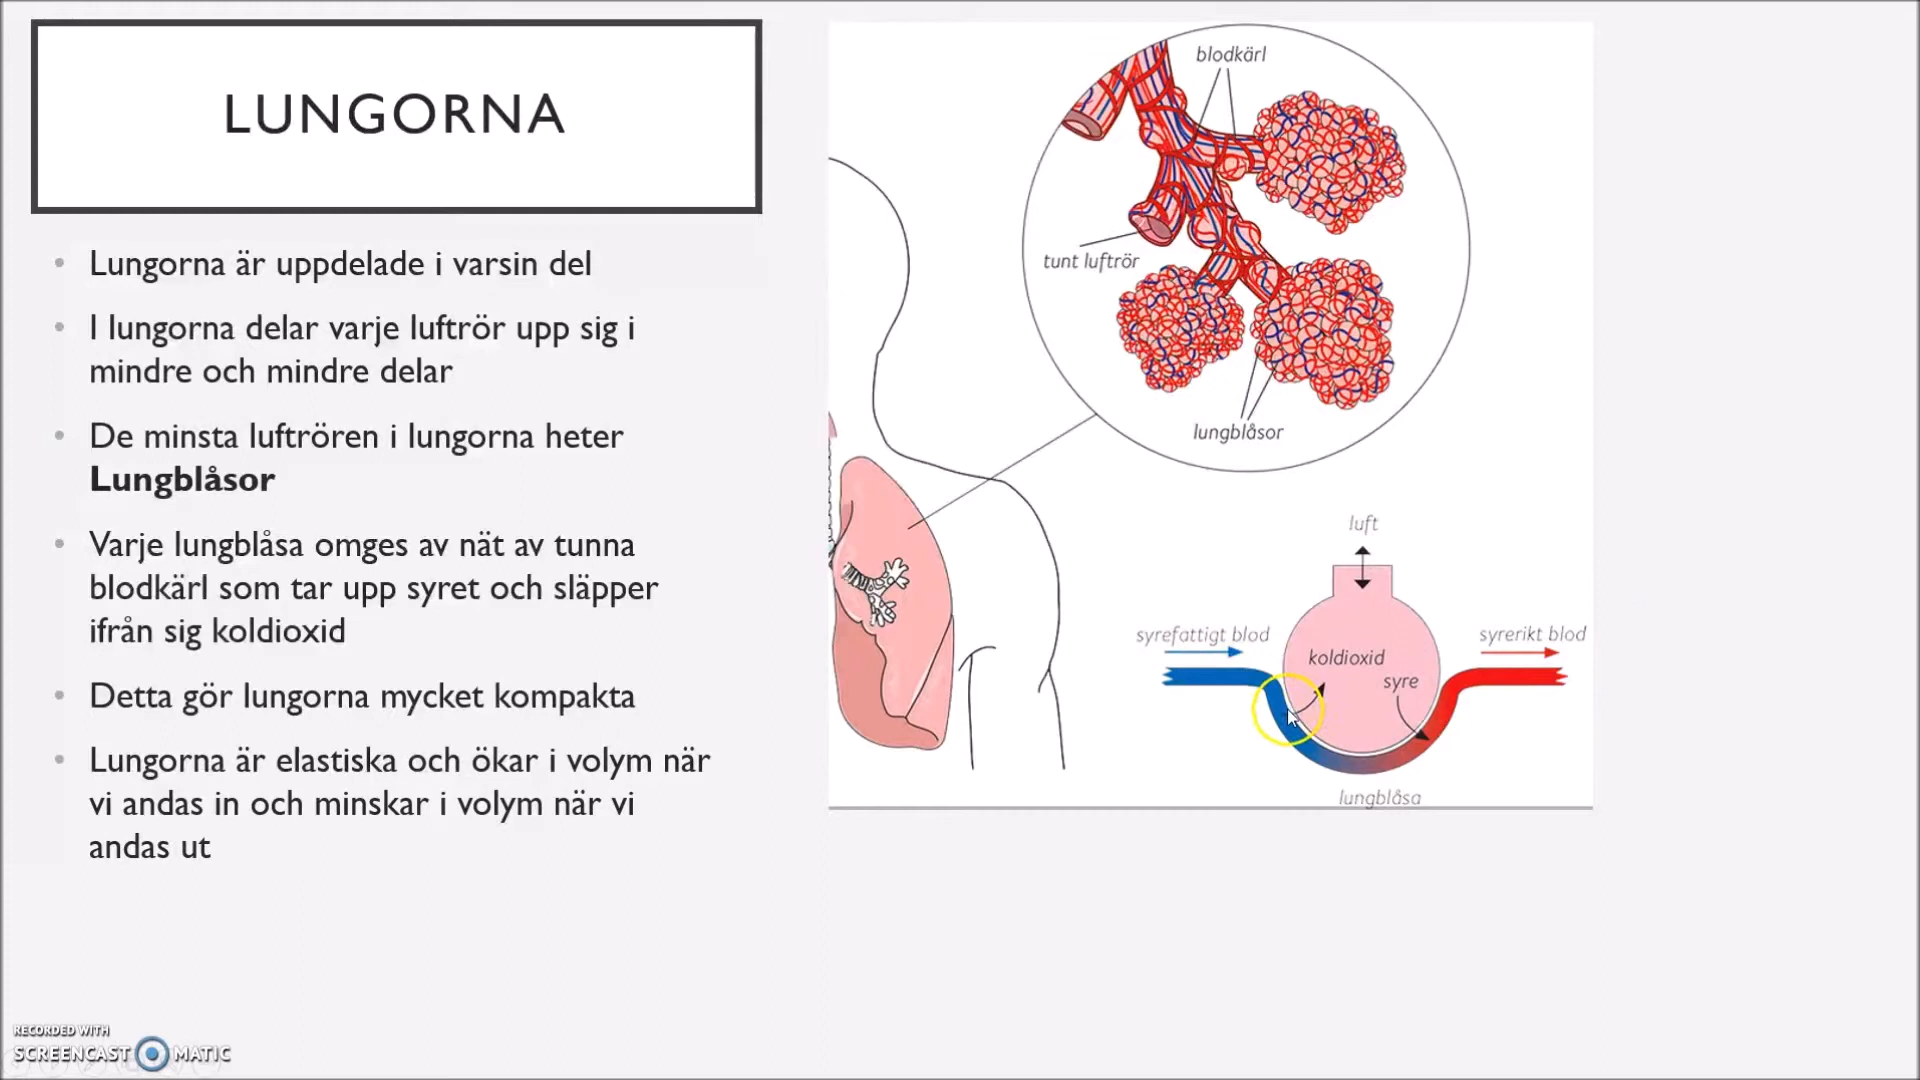 LUNGORNA
Lungorna är uppdelade i varsin del
I lungorna delar varje luftrör upp sig i
mindre och mindre delar
De minsta luftrören i lungorna heter
Lungblåsor
Varje lungblåsa omges av nät av tunna
blodkärl som tar upp syret och släpper
ifrån sig koldioxid
Detta gör lungorna mycket kompakta
Lungorna är elastiska och ökar i volym när
vi andas in och minskar i volym när vi
andas ut
blodkärl
tunt luftrör
lungblåsor
luft
syrefattigt blod
syrerikt blod
koldioxid
syre
lungblåsa
RECORDED WITH
SCREENCAST MATIC